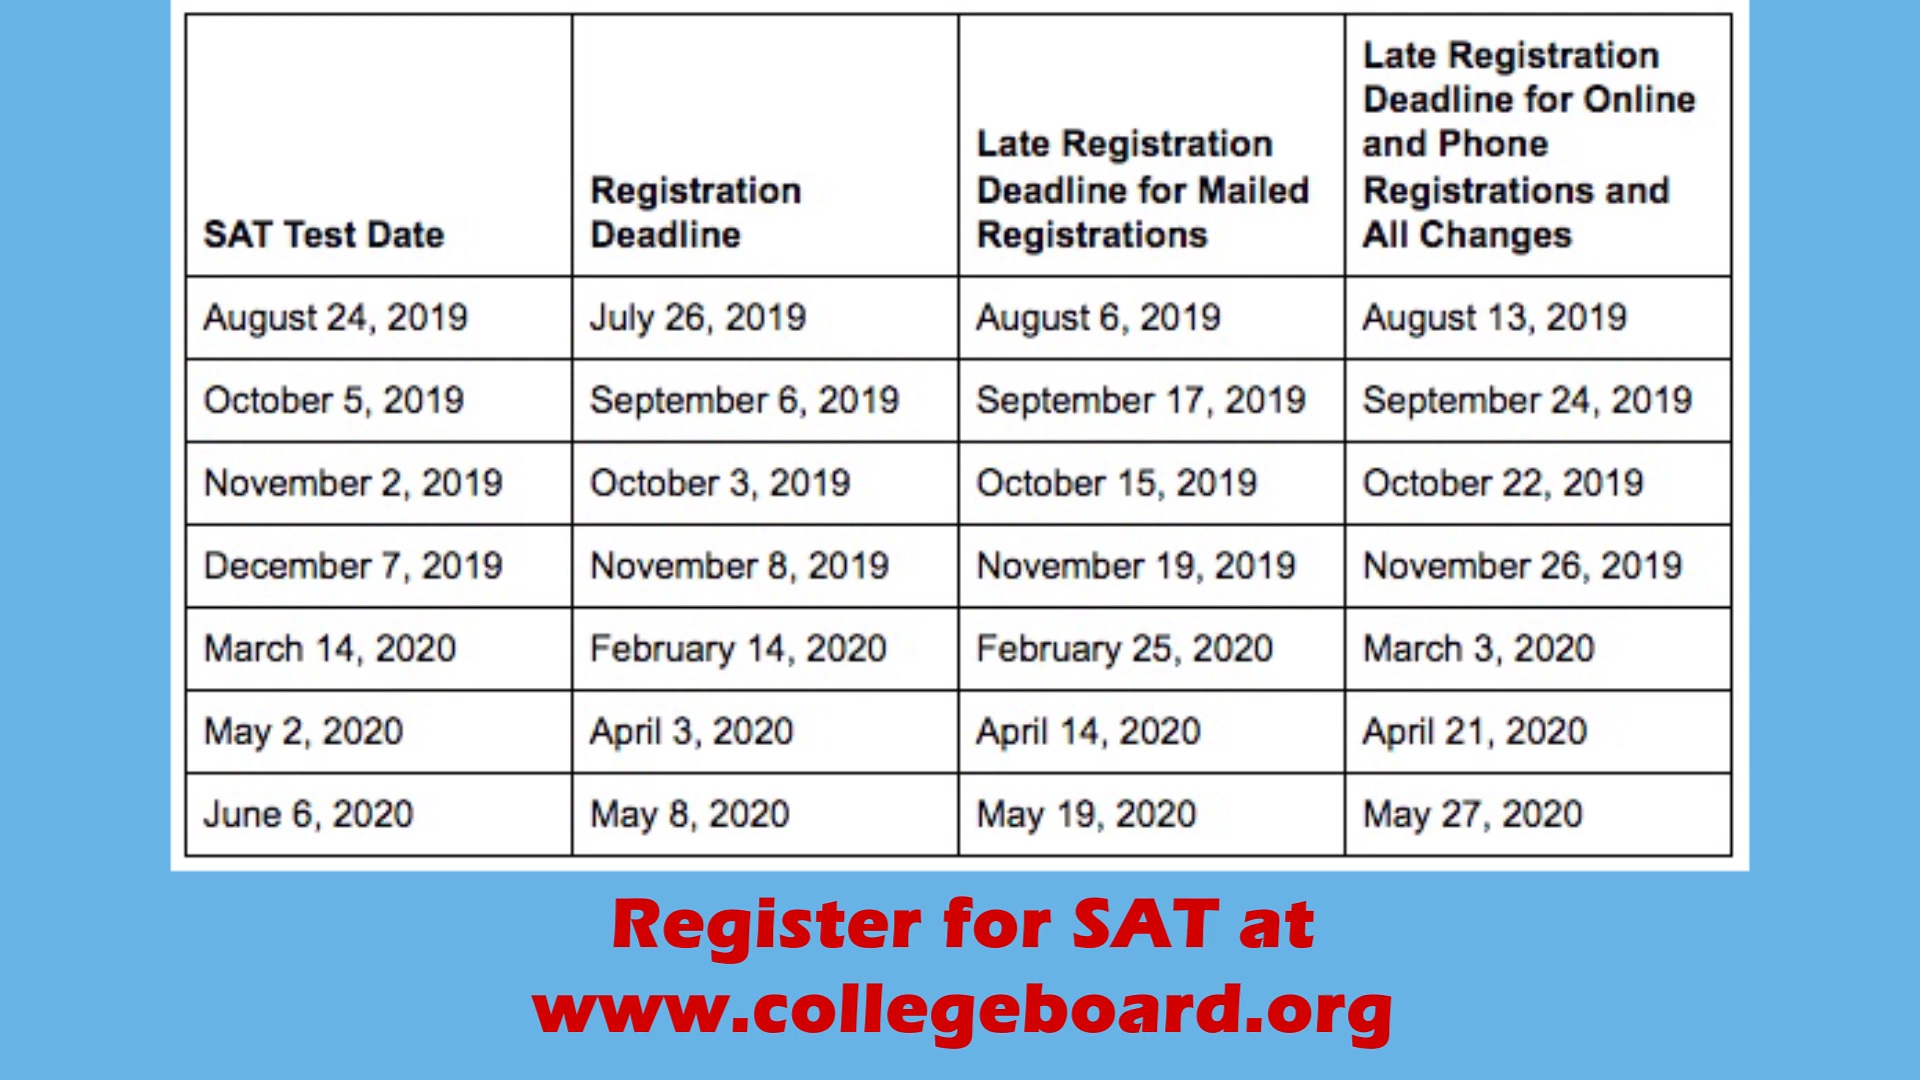 SAT Test Date
Registration
Deadline
Late Registration
Deadline for Mailed
Registrations
Late Registration
Deadline for Online
and Phone
Registrations and
All Changes
August 24, 2019 July 26, 2019 August 6, 2019 August 13, 2019
October 5, 2019 September 6, 2019 September 17, 2019 September 24, 2019
November 2, 2019 October 3, 2019 October 15, 2019 October 22, 2019
December 7, 2019 November 8, 2019 November 19, 2019 November 26, 2019
March 14, 2020 February 14, 2020 February 25, 2020 March 3, 2020
May 2, 2020 April 3, 2020 April 14, 2020 April 21, 2020
June 6, 2020 May 8, 2020 May 19, 2020 May 27, 2020
Register for SAT at
www.collegeboard.org